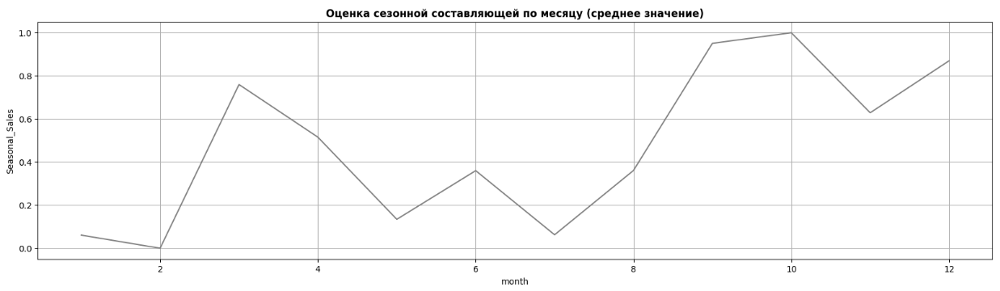 Оценка сезонной составляющей по месяцу (среднее значение)
1.0
0.8
0.6
0.4
0.2
0.0
Seasonal_Sales
2 4 6 8 10 12
month